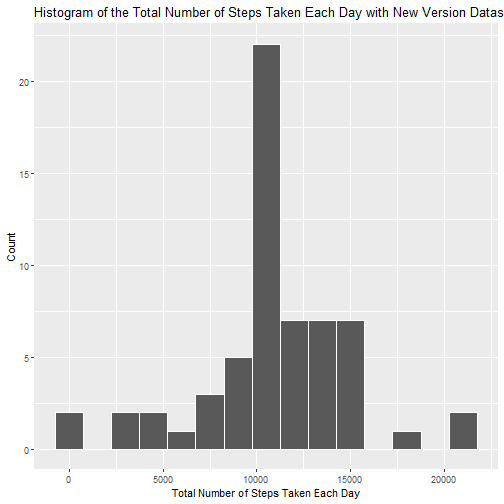 Histogram of the Total Number of Steps Taken Each Day with New Version Datas
20
15
10
5
0
Count
0 5000 10000 15000 20000
Total Number of Steps Taken Each Day